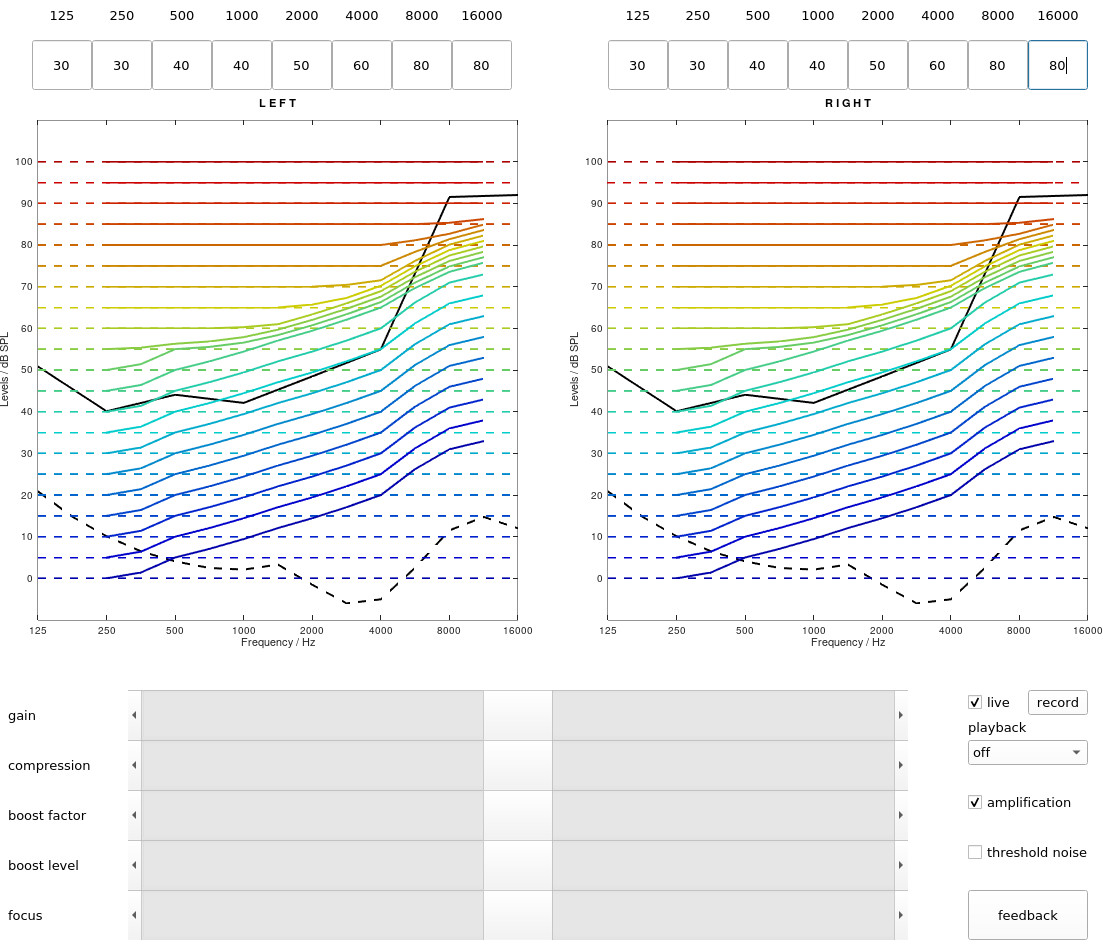 125 250 500 1000 2000 4000 8000 16000 125 250 500 1000 2000 4000 8000 16000
30 30 40 40 50 60 80 80 30 30 40 40 50 60 80 80
LEFT RIGHT
100 100
90 90
80 80
70 70
60 60
50 50
Levels / dB SPL Levels / dB SPL
40 40
30 30
20 20
10 10
0 0
125 250 500 1000 2000 4000 8000 16000 125 250 500 1000 2000 4000 8000 16000
Frequency / Hz Frequency / Hz
gain live record
playback
compression off
boost factor amplification
boost level threshold noise
focus feedback